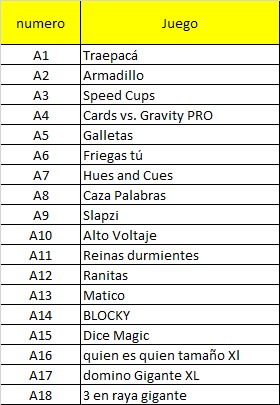 numero Juego
A1 Traepacá
A2 Armadillo
A3 Speed Cups
A4 Cards vs. Gravity PRO
A5 Galletas
A6 Friegas tú
A7 Hues and Cues
A8 Caza Palabras
A9 Slapzi
A10 Alto Voltaje
A11 Reinas durmientes
A12 Ranitas
A13 Matico
A14 BLOCKY
A15 Dice Magic
A16 quien es quien tamaño Xl
A17 domino Gigante XL
A18 3 en raya gigante